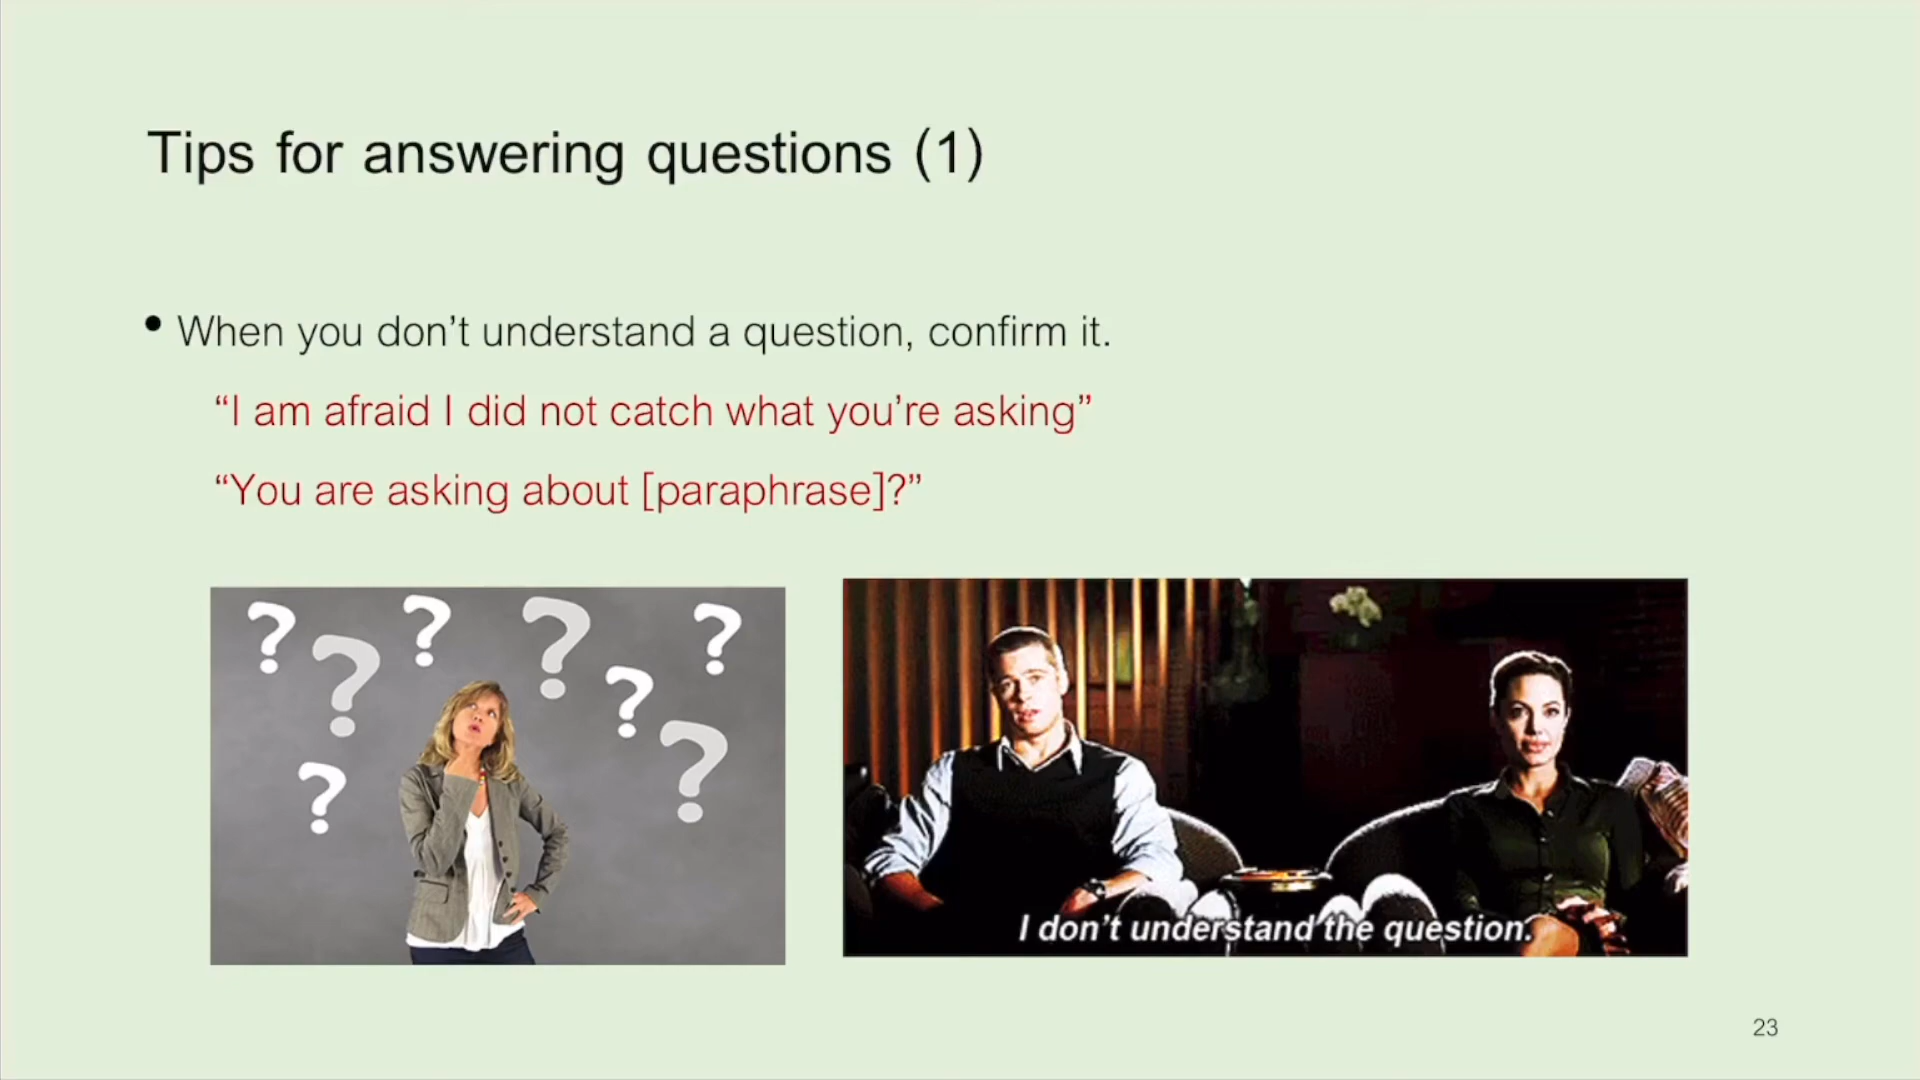 Tips for answering questions (1)
• When you don’t understand a question, confirm it.
“I am afraid I did not catch what you’re asking”
“You are asking about [paraphrase]?”
? ? ? ? ? ? ? ?
I don’t understand the question.
23